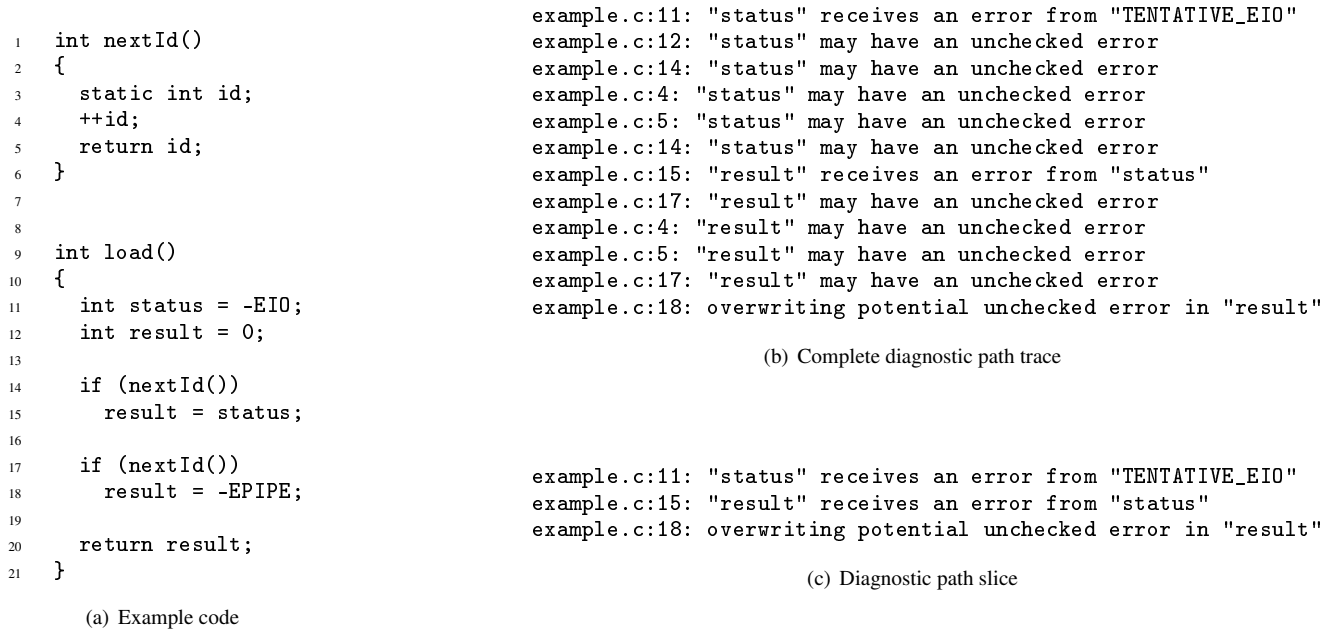 1 int nextId()
2 {
3 static int id;
4 ++id;
5 return id;
6 }
7
8
9 int load()
10 {
11 int status = -EIO;
12 int result = 0;
13
14 if (nextId())
15 result = status;
16
17 if (nextId())
18 result = -EPIPE;
19
20 return result;
21 }
(a) Example code
example.c:11: "status" receives an error from "TENTATIVE_EIO"
example.c:12: "status" may have an unchecked error
example.c:14: "status" may have an unchecked error
example.c:4: "status" may have an unchecked error
example.c:5: "status" may have an unchecked error
example.c:14: "status" may have an unchecked error
example.c:15: "result" receives an error from "status"
example.c:17: "result" may have an unchecked error
example.c:4: "result" may have an unchecked error
example.c:5: "result" may have an unchecked error
example.c:17: "result" may have an unchecked error
example.c:18: overwriting potential unchecked error in "result"
(b) Complete diagnostic path trace
example.c:11: "status" receives an error from "TENTATIVE_EIO"
example.c:15: "result" receives an error from "status"
example.c:18: overwriting potential unchecked error in "result"
(c) Diagnostic path slice